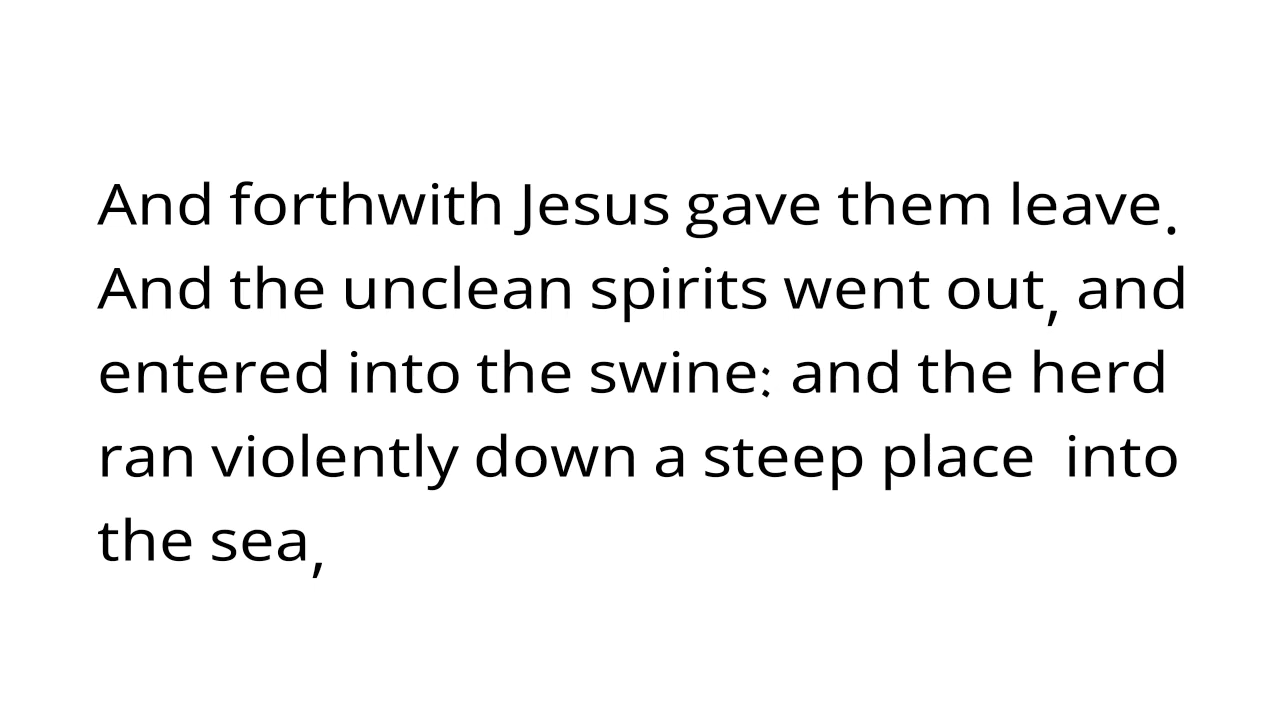 And forthwith Jesus gave them leave.
And the unclean spirits went out, and
entered into the swine: and the herd
ran violently down a steep place  into
the sea,